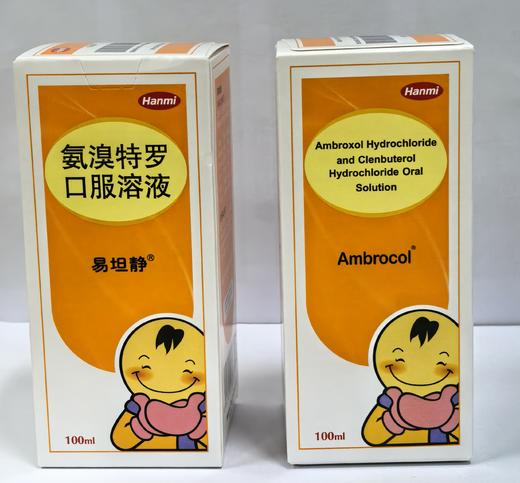 Hanmi
氨溴特罗
口服溶液
易坦静®
100ml
Hanmi
Ambroxol Hydrochloride
and Clenbuterol
Hydrochloride Oral
Solution
Ambrocol®
100ml